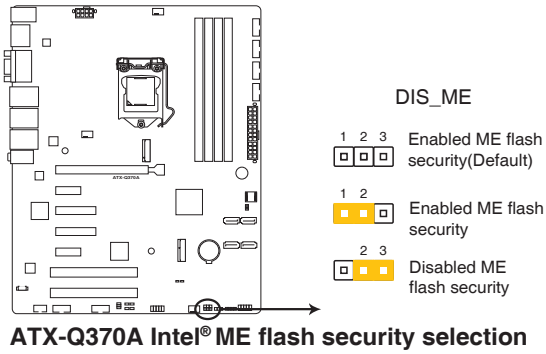 DIS_ME
1 2 3
Enabled ME flash
security(Default)
1 2
Enabled ME flash
security
2 3
Disabled ME
flash security
ATX-Q370A
ATX-Q370A Intel® ME flash security selection